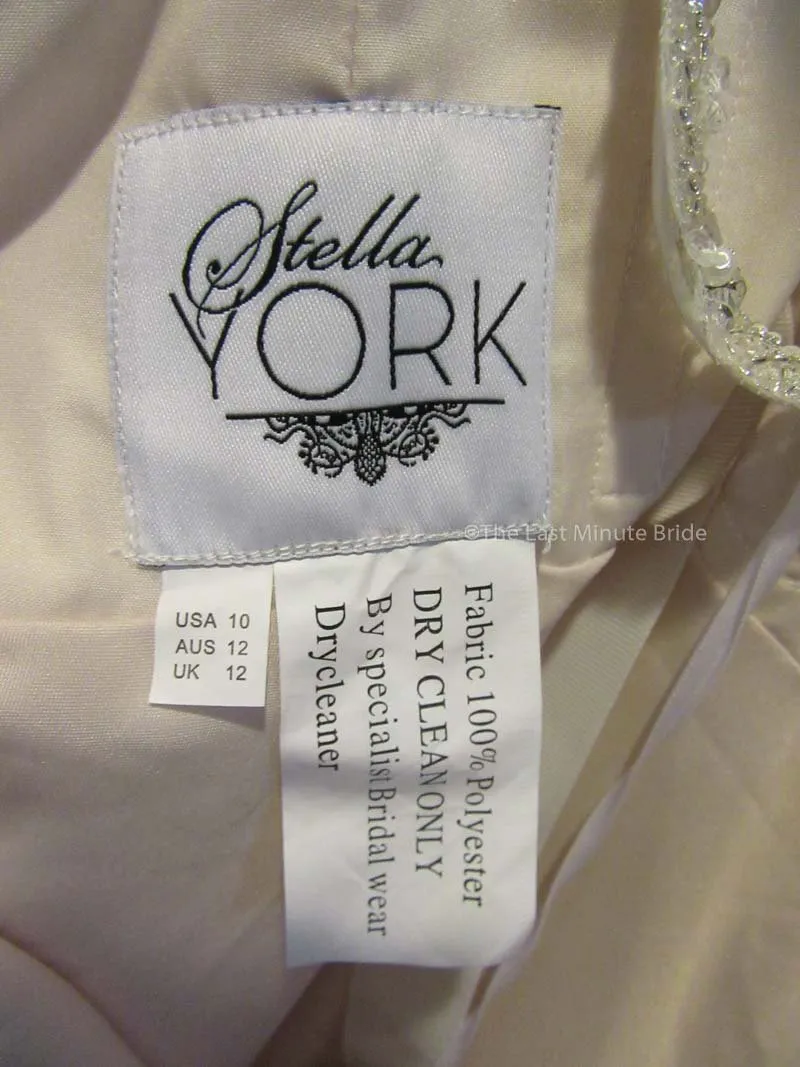 Stella
YORK
©The Last Minute Bride
USA 10
AUS 12
UK 12
Fabric 100% Polyester
DRY CLEAN ONLY
By specialist Bridal wear
Drycleaner